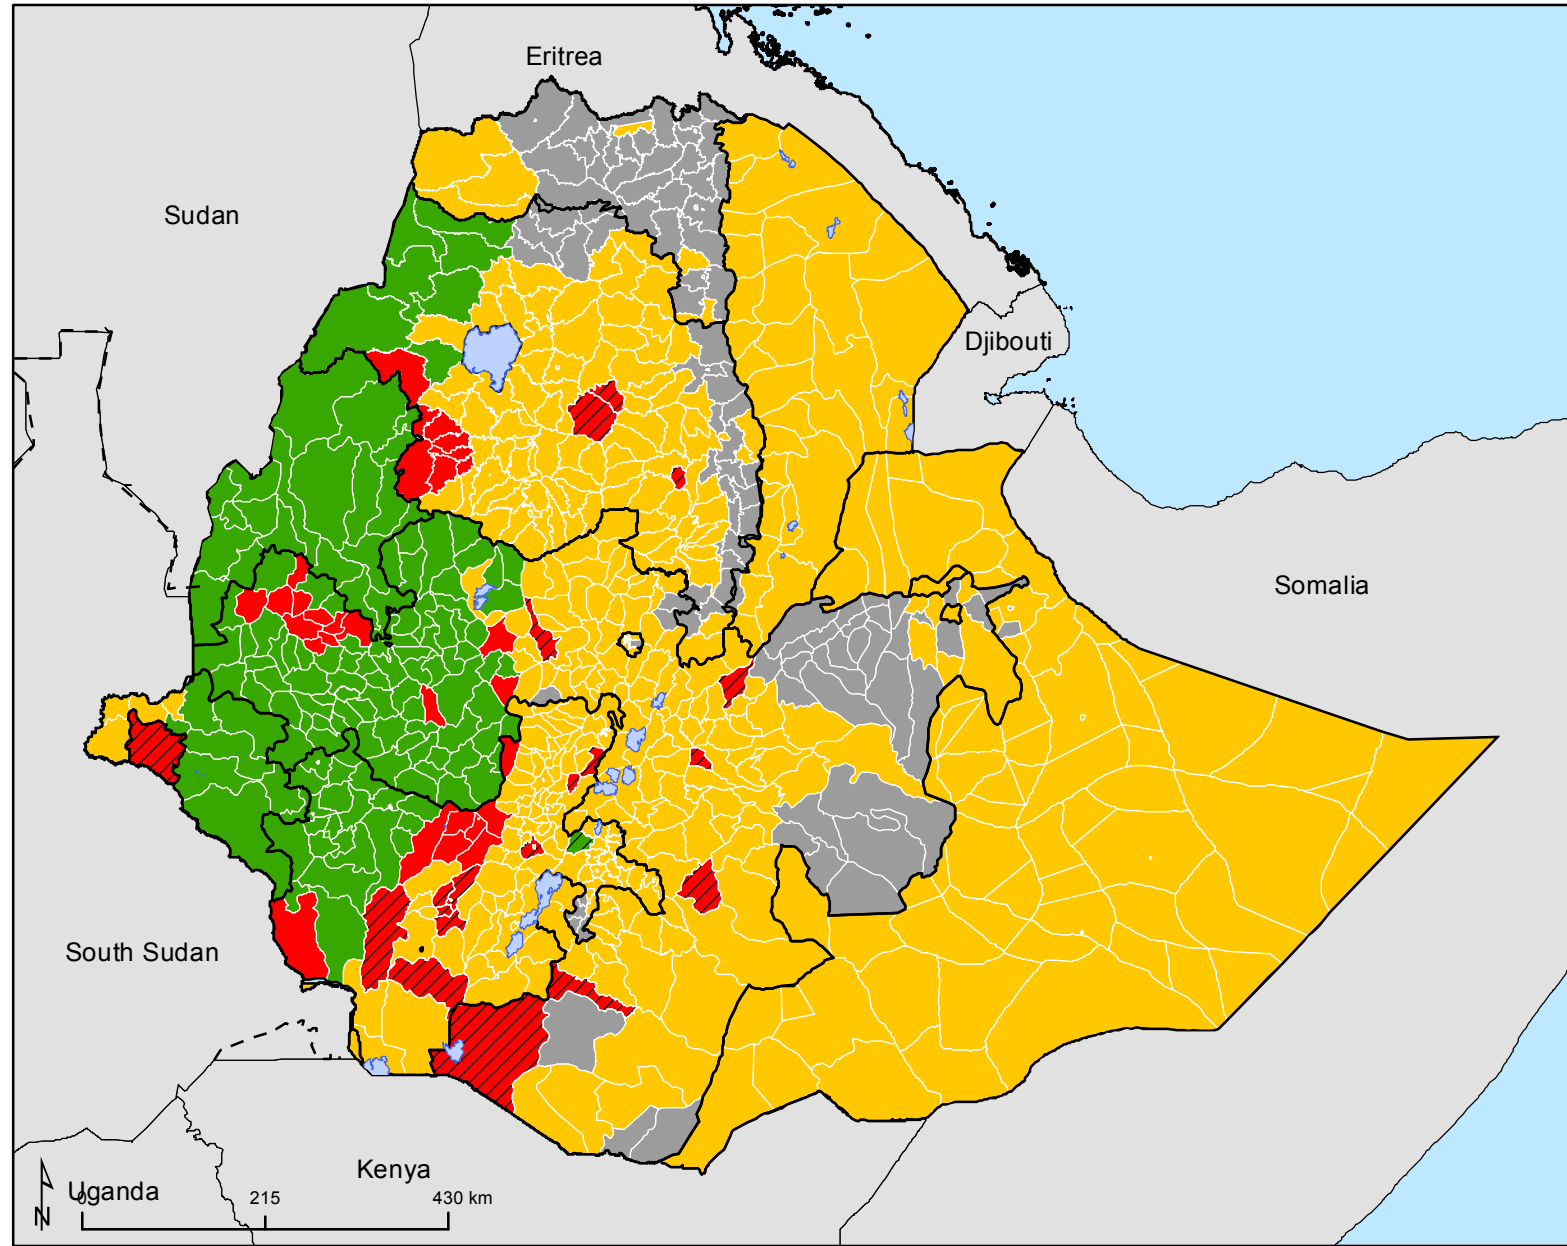 Eritrea
Sudan
Djibouti
Somalia
South Sudan
Kenya
Uganda
0 215 430 km
N